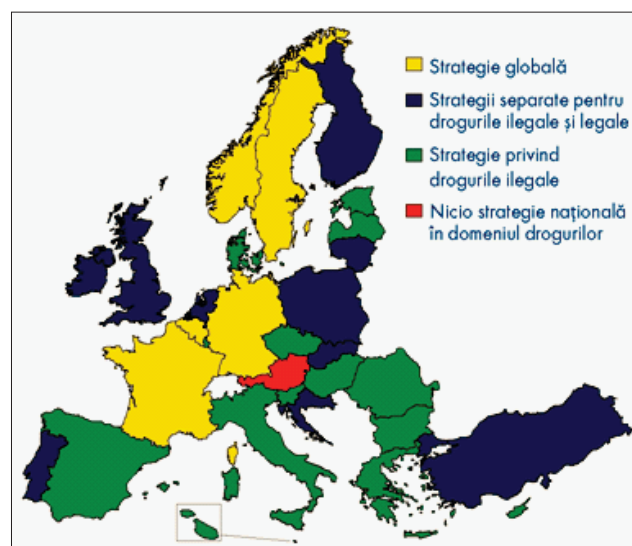 Strategie globală
Strategii separate pentru
drogurile ilegale și legale
Strategie privind
drogurile ilegale
Nicio strategie națională
în domeniul drogurilor